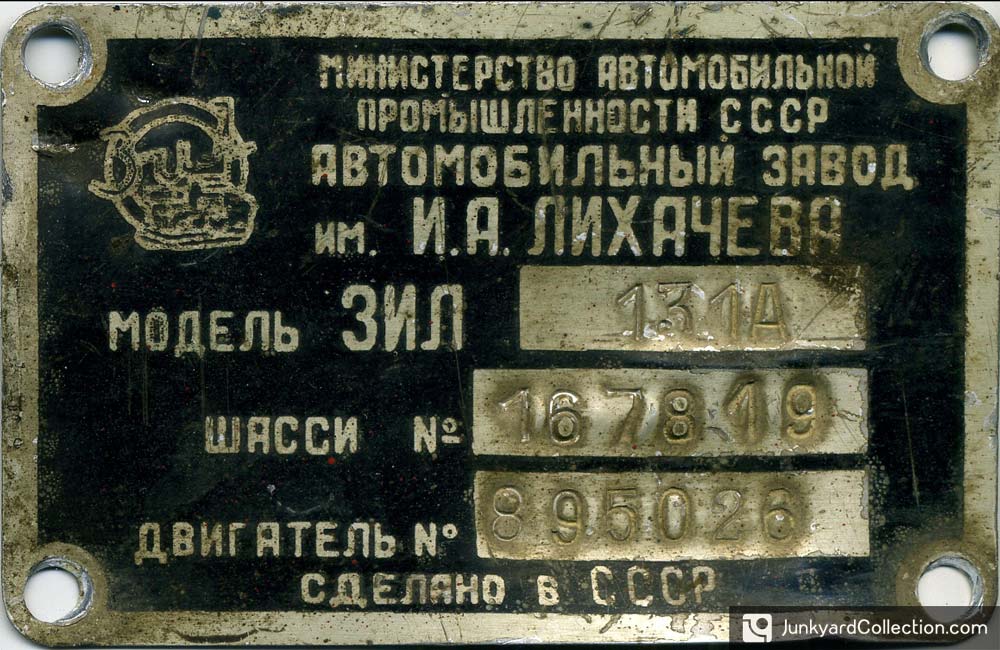 МИНИСТЕРСТВО АВТОМОБИЛЬНОЙ
ПРОМЫШЛЕННОСТИ СССР
АВТОМОБИЛЬНЫЙ ЗАВОД
ИМ. И.А. ЛИХАЧЕВА
МОДЕЛЬ ЗИЛ 131А
ШАССИ № 167819
ДВИГАТЕЛЬ № 895026
СДЕЛАНО В СССР
JunkyardCollection.com